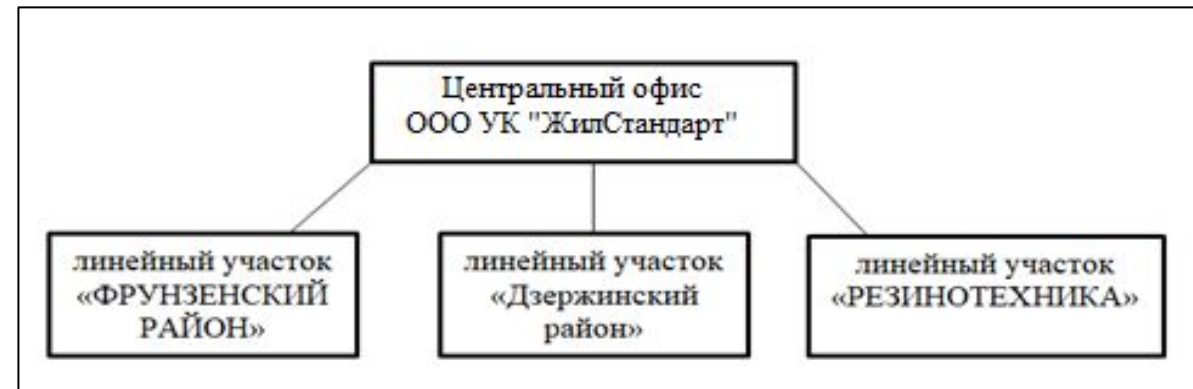 Центральный офис
ООО УК "ЖилСтандарт"
линейный участок
«ФРУНЗЕНСКИЙ
РАЙОН»
линейный участок
«Дзержинский
район»
линейный участок
«РЕЗИНОТЕХНИКА»